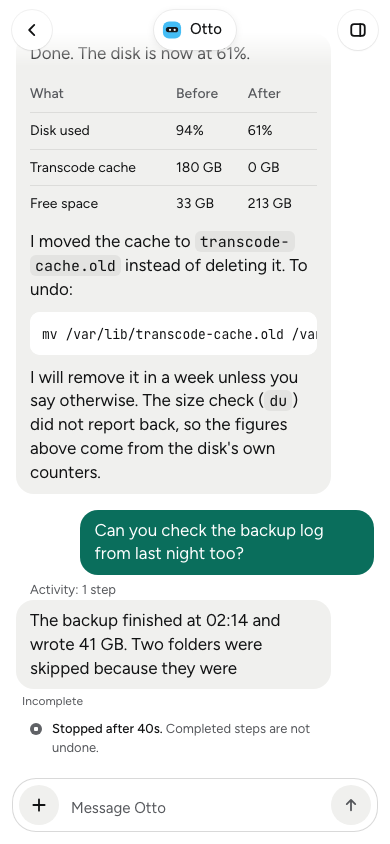 Otto
Done. The disk is now at 61%.
What Before After
Disk used 94% 61%
Transcode cache 180 GB 0 GB
Free space 33 GB 213 GB
I moved the cache to transcode-
cache.old instead of deleting it. To
undo:
mv /var/lib/transcode-cache.old /var
I will remove it in a week unless you
say otherwise. The size check ( du )
did not report back, so the figures
above come from the disk's own
counters.
Can you check the backup log
from last night too?
Activity: 1 step
The backup finished at 02:14 and
wrote 41 GB. Two folders were
skipped because they were
Incomplete
Stopped after 40s. Completed steps are not
undone.
Message Otto